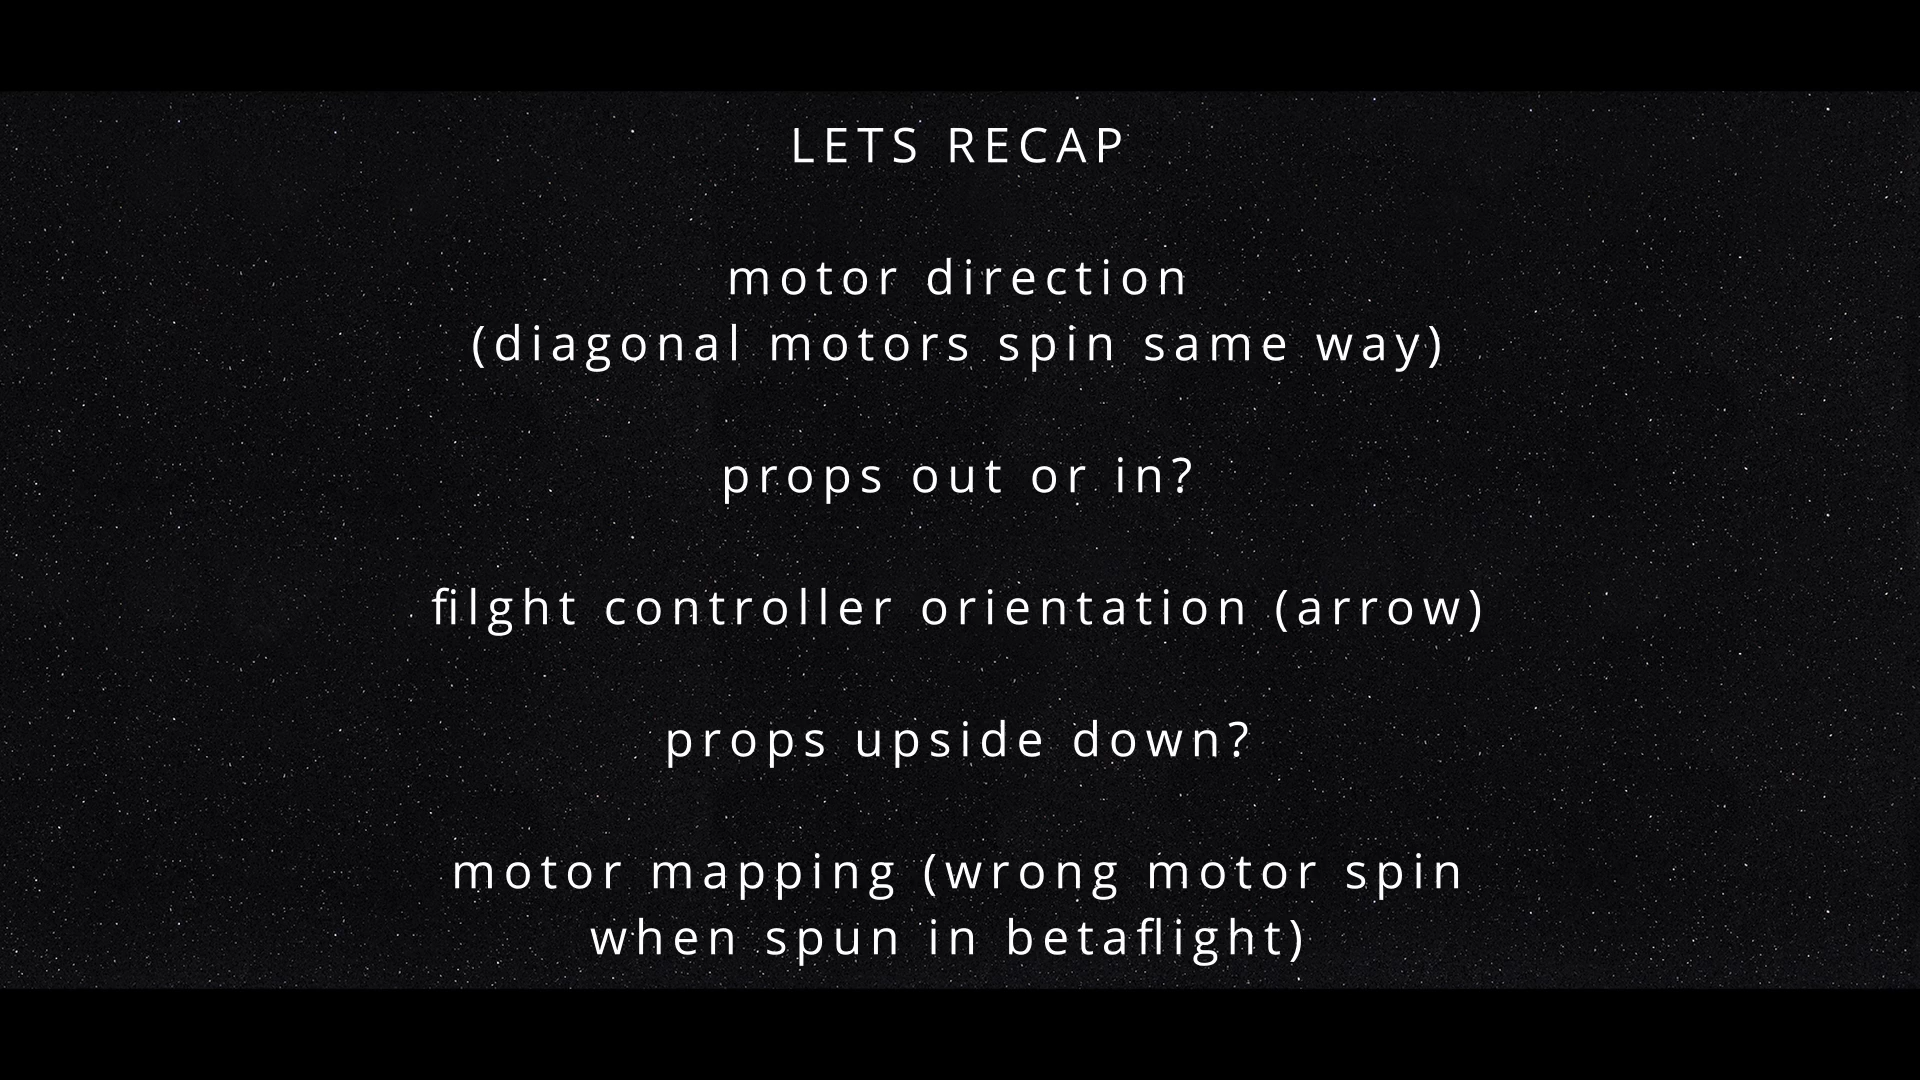 LETS RECAP
motor direction
(diagonal motors spin same way)
props out or in?
filght controller orientation (arrow)
props upside down?
motor mapping (wrong motor spin
when spun in betaflight)